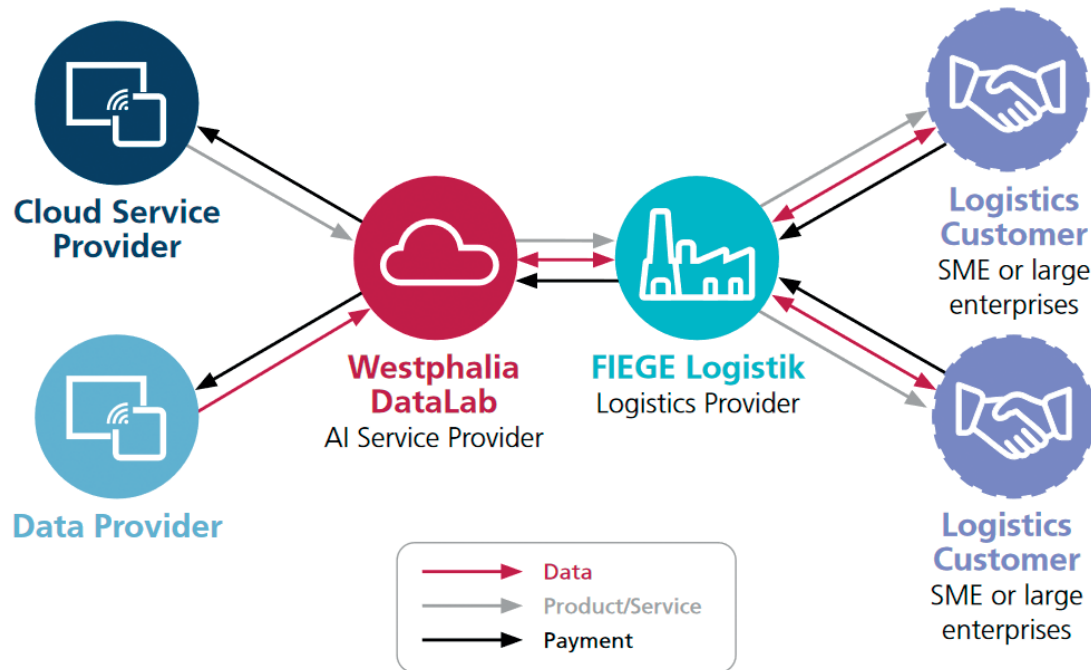 Cloud Service
Provider
Logistics
Customer
SME or large
enterprises
Westphalia
DataLab
AI Service Provider
FIEGE Logistik
Logistics Provider
Data Provider
Logistics
Customer
SME or large
enterprises
Data
Product/Service
Payment